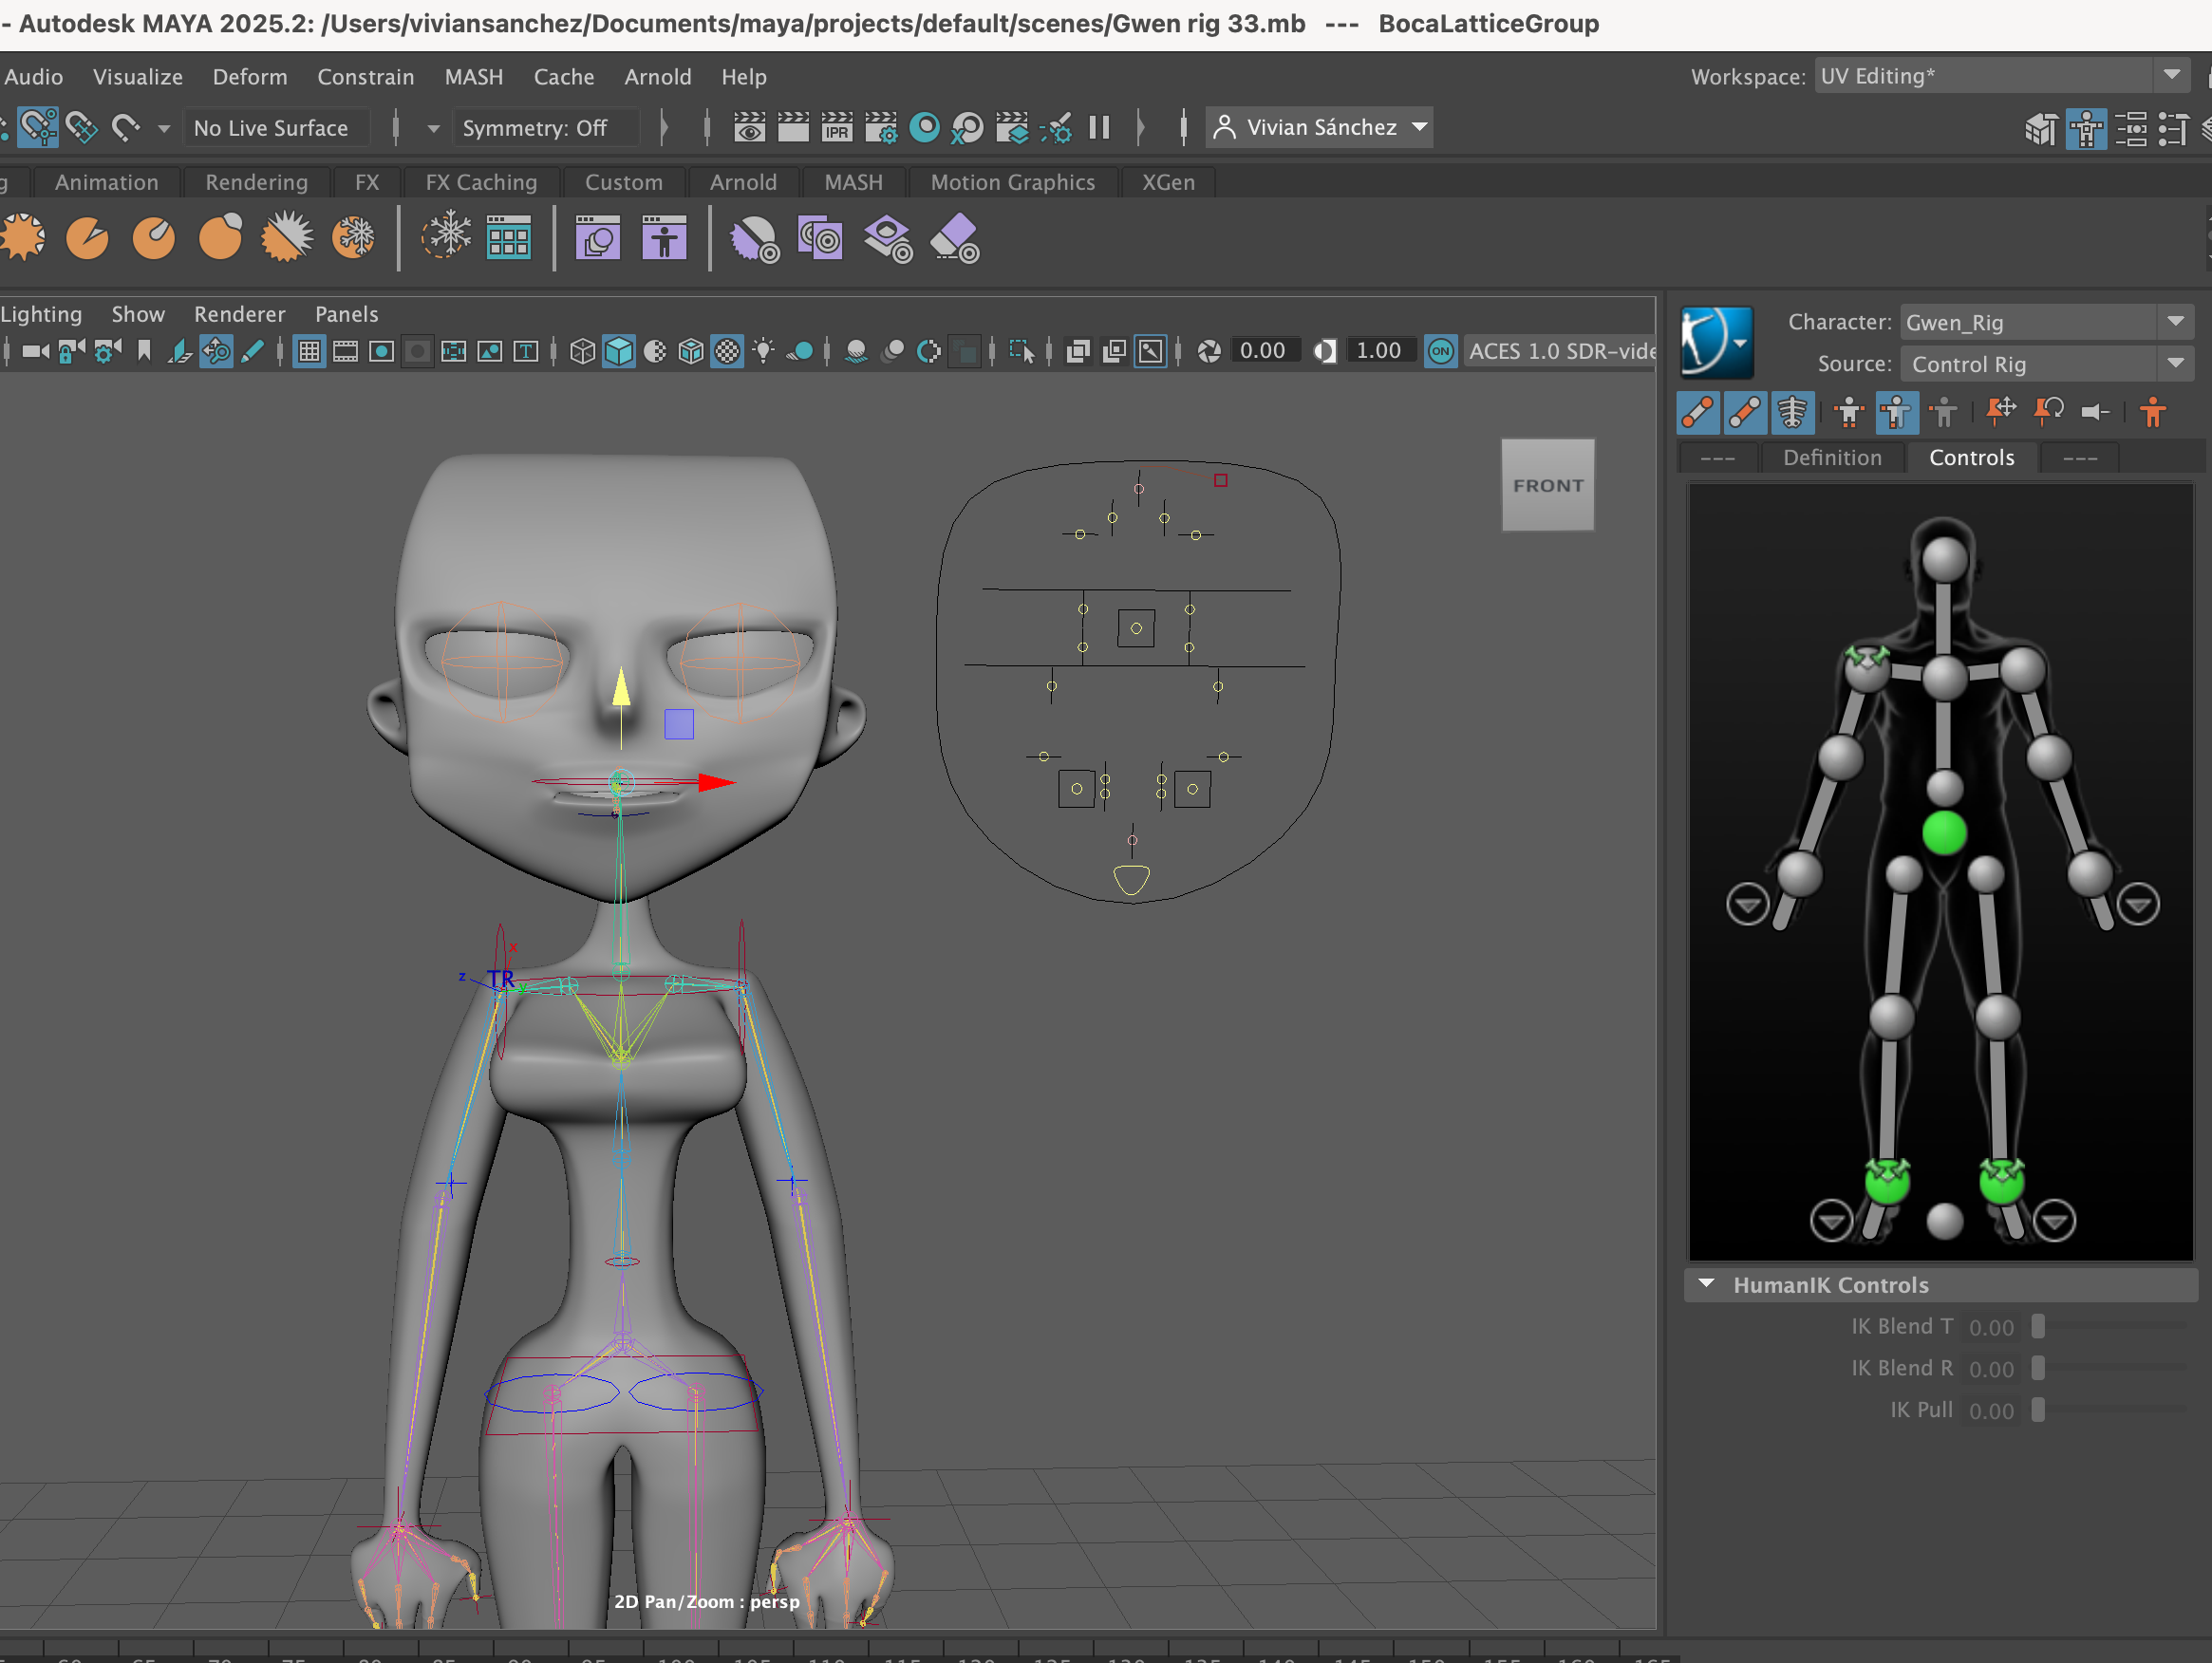 - Autodesk MAYA 2025.2: /Users/viviansanchez/Documents/maya/projects/default/scenes/Gwen rig 33.mb --- BocaLatticeGroup
Audio Visualize Deform Constrain MASH Cache Arnold Help
Workspace: UV Editing*
No Live Surface
Symmetry: Off
IPR
Vivian Sánchez
Animation Rendering FX FX Caching Custom Arnold MASH Motion Graphics XGen
Lighting Show Renderer Panels
T
0.00
1.00
ON
ACES 1.0 SDR-vide
Character: Gwen_Rig
Source: Control Rig
--- Definition Controls ---
FRONT
x
z TR y
2D Pan/Zoom : persp
HumanIK Controls
IK Blend T 0.00
IK Blend R 0.00
IK Pull 0.00